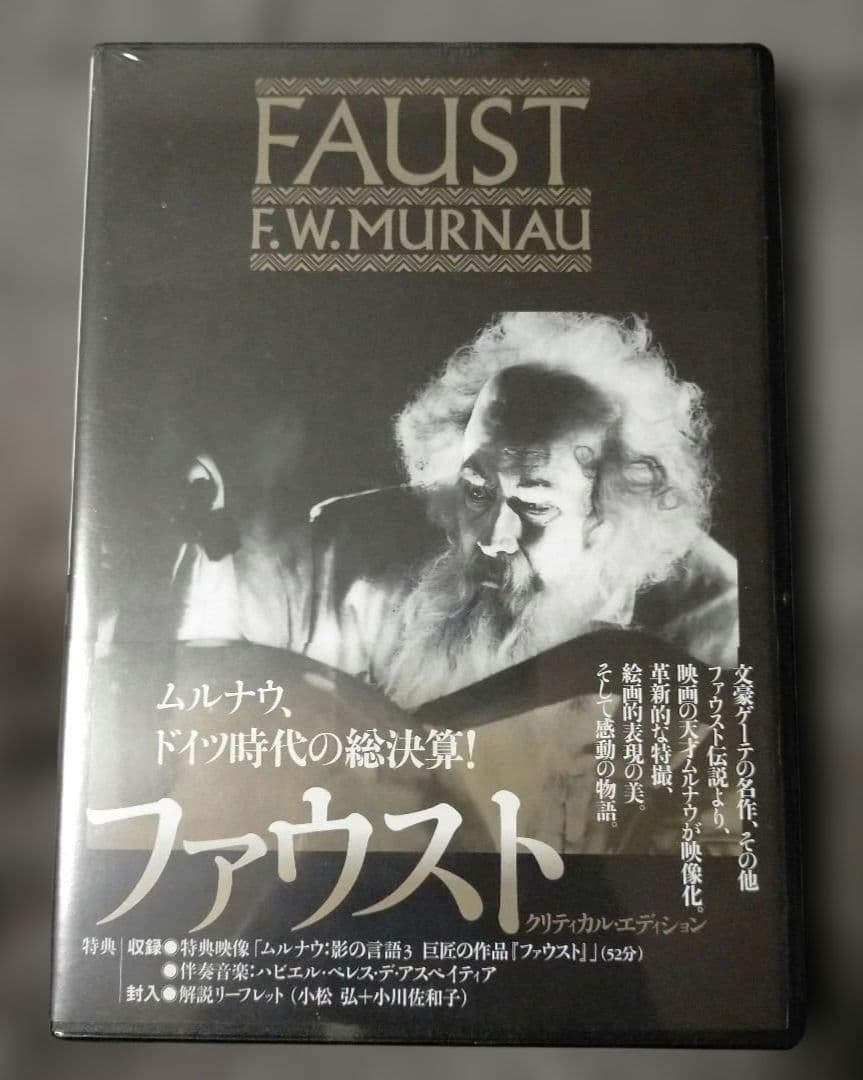 FAUST
F.W.MURNAU
文豪ゲーテの名作、その他
ファウスト伝説より、
映画の天才ムルナウが映像化。
革新的な特撮、
絵画的表現の美。
そして感動の物語。
ムルナウ、
ドイツ時代の総決算!
ファウスト
クリティカル・エディション
特典|収録●特典映像「ムルナウ:影の言語3 巨匠の作品『ファウスト』」(52分)
●伴奏音楽:ハビエル・ペレス・デ・アスペイティア
封入●解説リーフレット(小松 弘+小川佐和子)